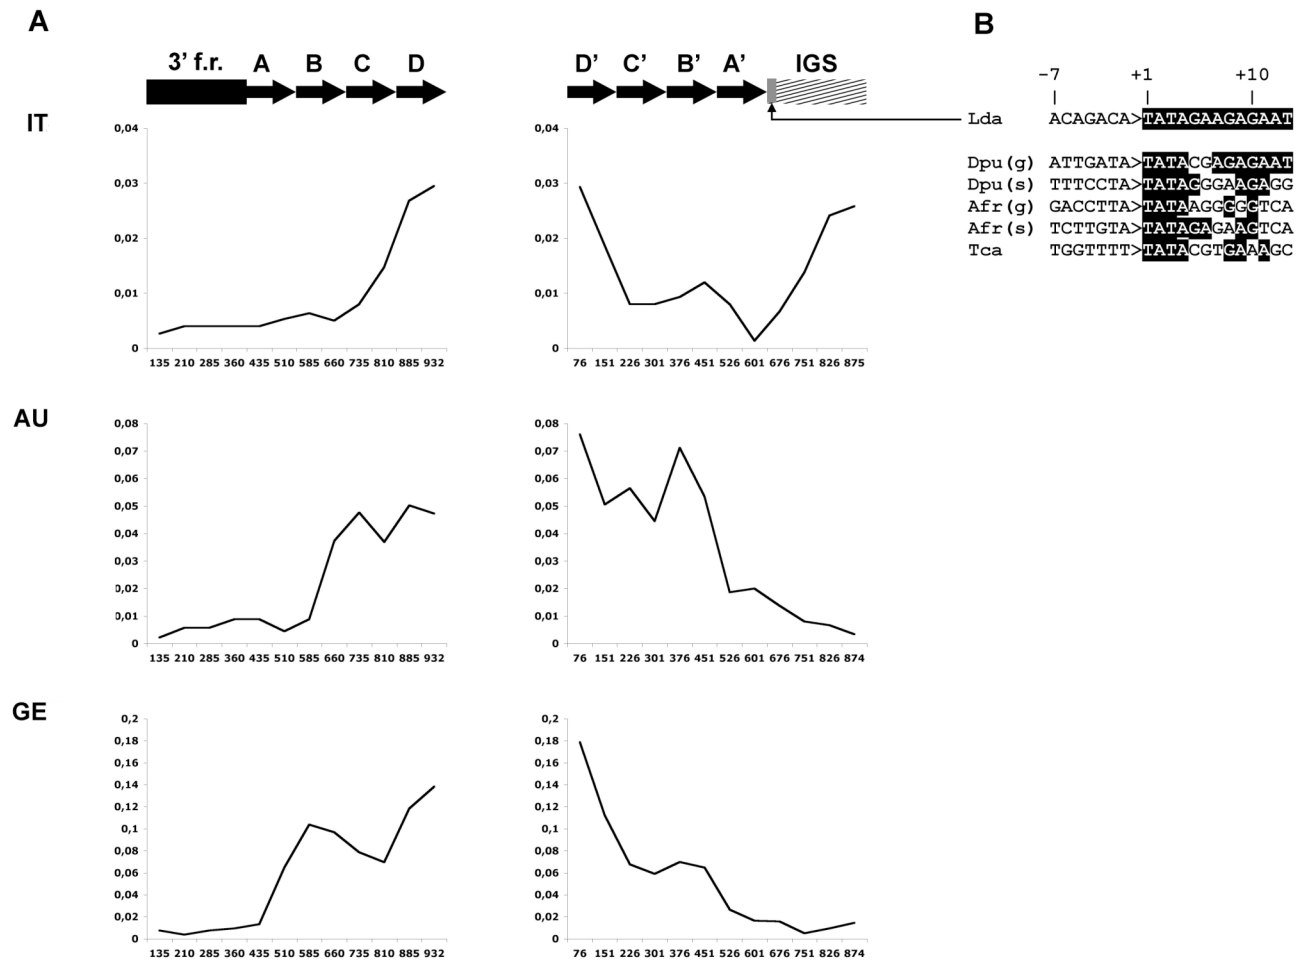 A
B
3’ f.r. A B C D
D’ C’ B’ A’ IGS
-7 +1 +10
Lda ACAGACA>TATAGAAGAGAAT
Dpu(g) ATTGATA>TATACGAGAGAAT
Dpu(s) TTTCCTA>TATAGGGAAGAGG
Afr(g) GACCTTA>TATAAGGGGGTCA
Afr(s) TCTTGTA>TATAGAGAAGTCA
Tca TGGTTTT>TATACGTGAAAGC
IT
0,04
0,03
0,02
0,01
0
135 210 285 360 435 510 585 660 735 810 885 932
0,04
0,03
0,02
0,01
0
76 151 226 301 376 451 526 601 676 751 826 875
AU
0,08
0,07
0,06
0,05
0,04
0,03
0,02
0,01
0
135 210 285 360 435 510 585 660 735 810 885 932
0,08
0,07
0,06
0,05
0,04
0,03
0,02
0,01
0
76 151 226 301 376 451 526 601 676 751 826 874
GE
0,2
0,18
0,16
0,14
0,12
0,1
0,08
0,06
0,04
0,02
0
135 210 285 360 435 510 585 660 735 810 885 932
0,2
0,18
0,16
0,14
0,12
0,1
0,08
0,06
0,04
0,02
0
76 151 226 301 376 451 526 601 676 751 826 874